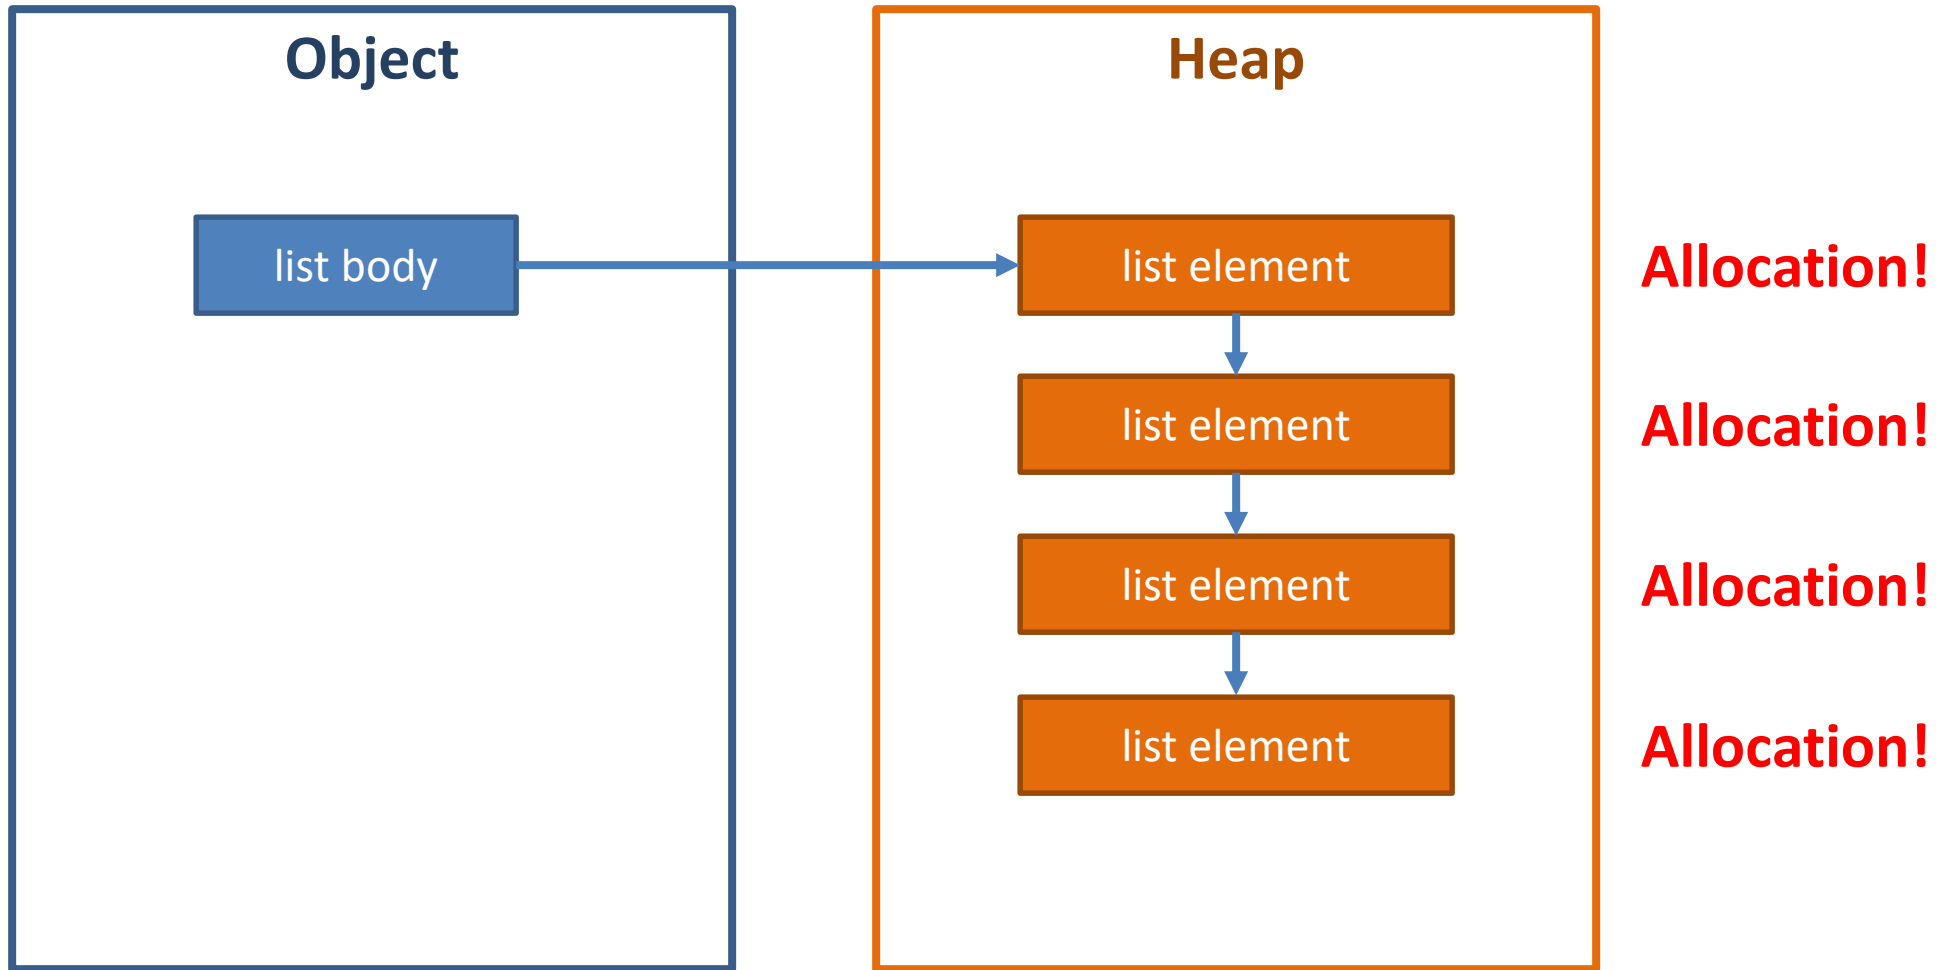 Object
Heap
list body
list element
Allocation!
list element
Allocation!
list element
Allocation!
list element
Allocation!